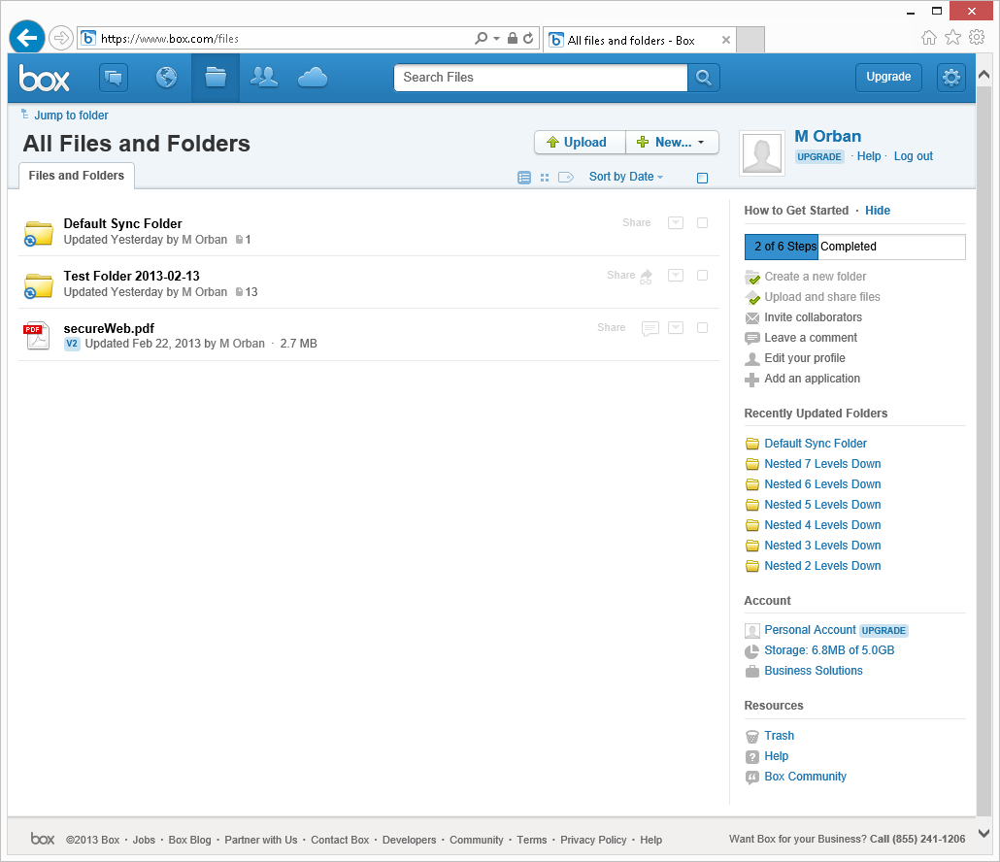 https://www.box.com/files
All files and folders - Box
box
Search Files
Upgrade
Jump to folder
All Files and Folders
Upload
New...
M Orban
UPGRADE · Help · Log out
Files and Folders
Sort by Date
Default Sync Folder
Updated Yesterday by M Orban 1
Share
Test Folder 2013-02-13
Updated Yesterday by M Orban 13
Share
PDF
secureWeb.pdf
V2 Updated Feb 22, 2013 by M Orban · 2.7 MB
Share
How to Get Started · Hide
2 of 6 Steps Completed
Create a new folder
Upload and share files
Invite collaborators
Leave a comment
Edit your profile
Add an application
Recently Updated Folders
Default Sync Folder
Nested 7 Levels Down
Nested 6 Levels Down
Nested 5 Levels Down
Nested 4 Levels Down
Nested 3 Levels Down
Nested 2 Levels Down
Account
Personal Account UPGRADE
Storage: 6.8MB of 5.0GB
Business Solutions
Resources
Trash
Help
Box Community
box ©2013 Box · Jobs · Box Blog · Partner with Us · Contact Box · Developers · Community · Terms · Privacy Policy · Help
Want Box for your Business? Call (855) 241-1206